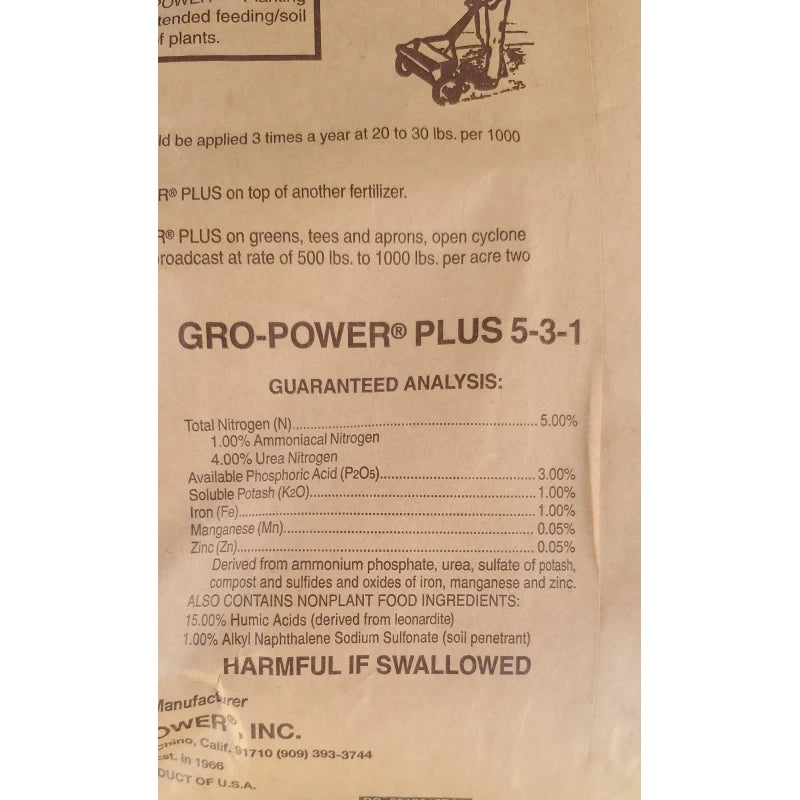 tended feeding/soil
f plants.
ld be applied 3 times a year at 20 to 30 lbs. per 1000
R® PLUS on top of another fertilizer.
R® PLUS on greens, tees and aprons, open cyclone
roadcast at rate of 500 lbs. to 1000 lbs. per acre two
GRO-POWER® PLUS 5-3-1
GUARANTEED ANALYSIS:
Total Nitrogen (N)..........................................................5.00%
1.00% Ammoniacal Nitrogen
4.00% Urea Nitrogen
Available Phosphoric Acid (P2O5)....................................3.00%
Soluble Potash (K2O)......................................................1.00%
Iron (Fe)........................................................................1.00%
Manganese (Mn)............................................................0.05%
Zinc (Zn).......................................................................0.05%
Derived from ammonium phosphate, urea, sulfate of potash,
compost and sulfides and oxides of iron, manganese and zinc.
ALSO CONTAINS NONPLANT FOOD INGREDIENTS:
15.00% Humic Acids (derived from leonardite)
1.00% Alkyl Naphthalene Sodium Sulfonate (soil penetrant)
HARMFUL IF SWALLOWED
Manufacturer
OWER®, INC.
Chino, Calif. 91710 (909) 393-3744
st. in 1966
DUCT OF U.S.A.